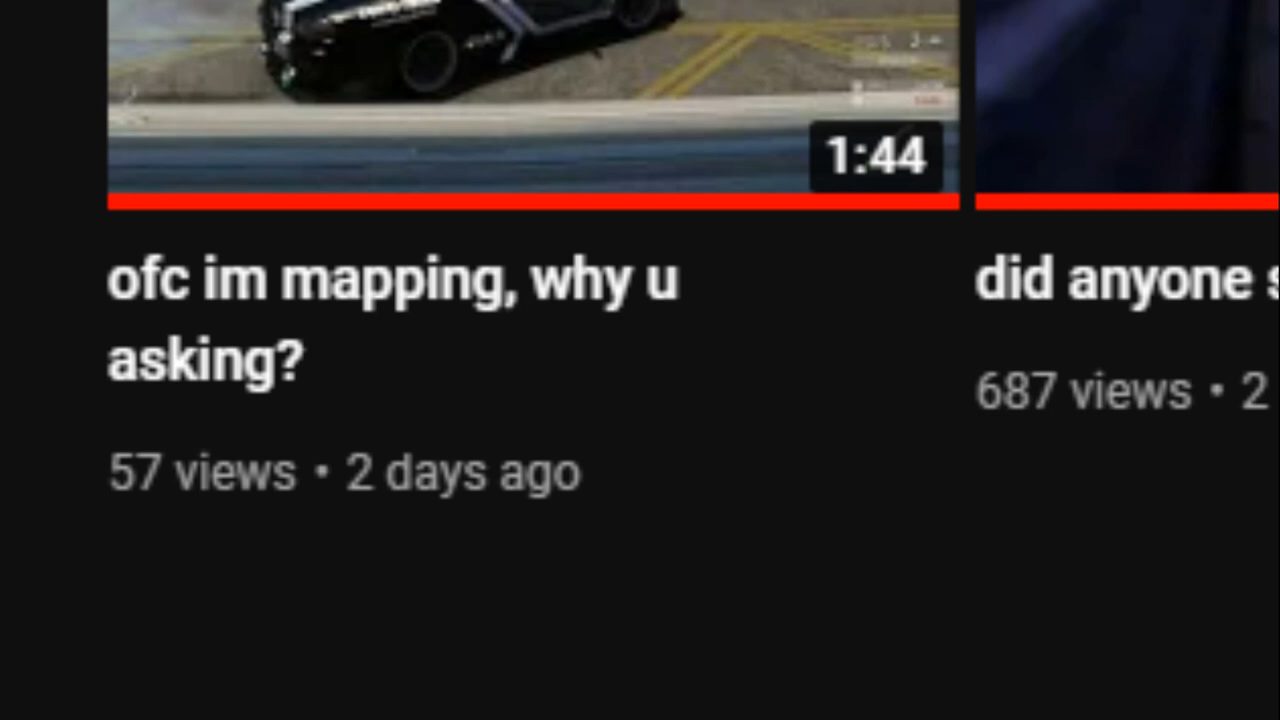 1:44
ofc im mapping, why u
asking?
57 views • 2 days ago
did anyone
687 views • 2